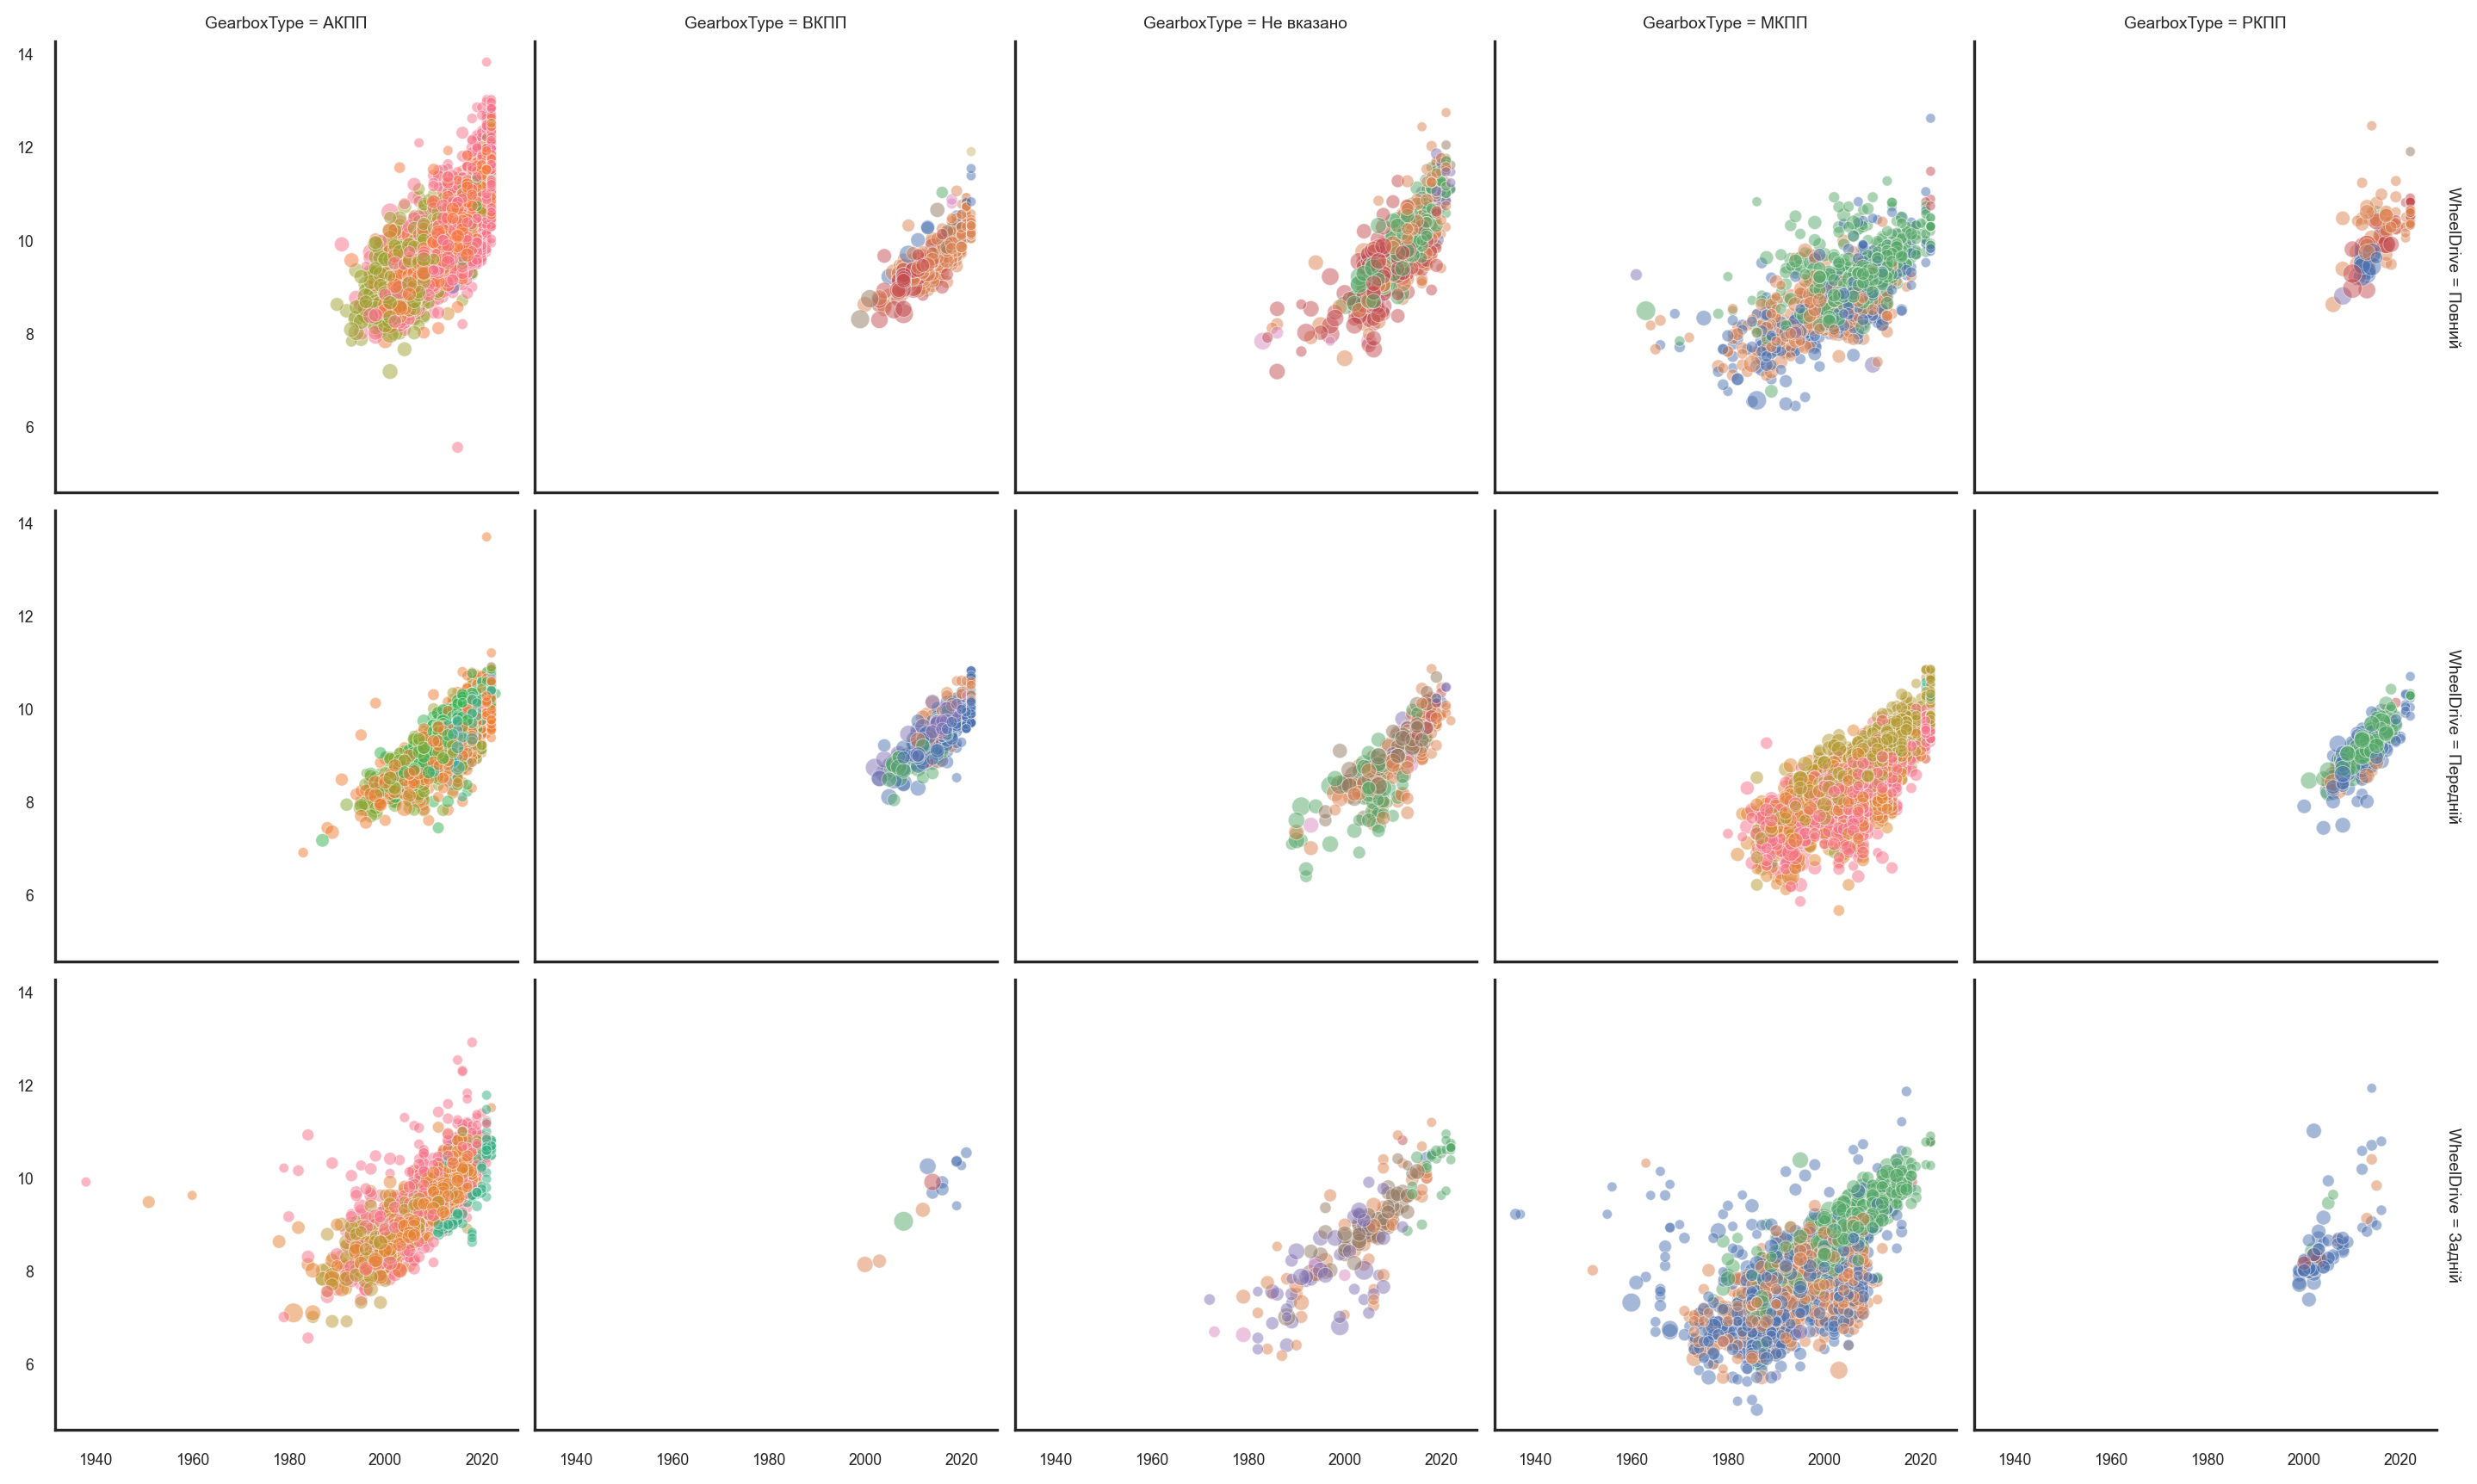 GearboxType = АКПП
GearboxType = ВКПП
GearboxType = Не вказано
GearboxType = МКПП
GearboxType = РКПП
14
12
10
8
6
WheelDrive = Повний
14
12
10
8
6
WheelDrive = Передній
14
12
10
8
6
WheelDrive = Задній
1940 1960 1980 2000 2020
1940 1960 1980 2000 2020
1940 1960 1980 2000 2020
1940 1960 1980 2000 2020
1940 1960 1980 2000 2020